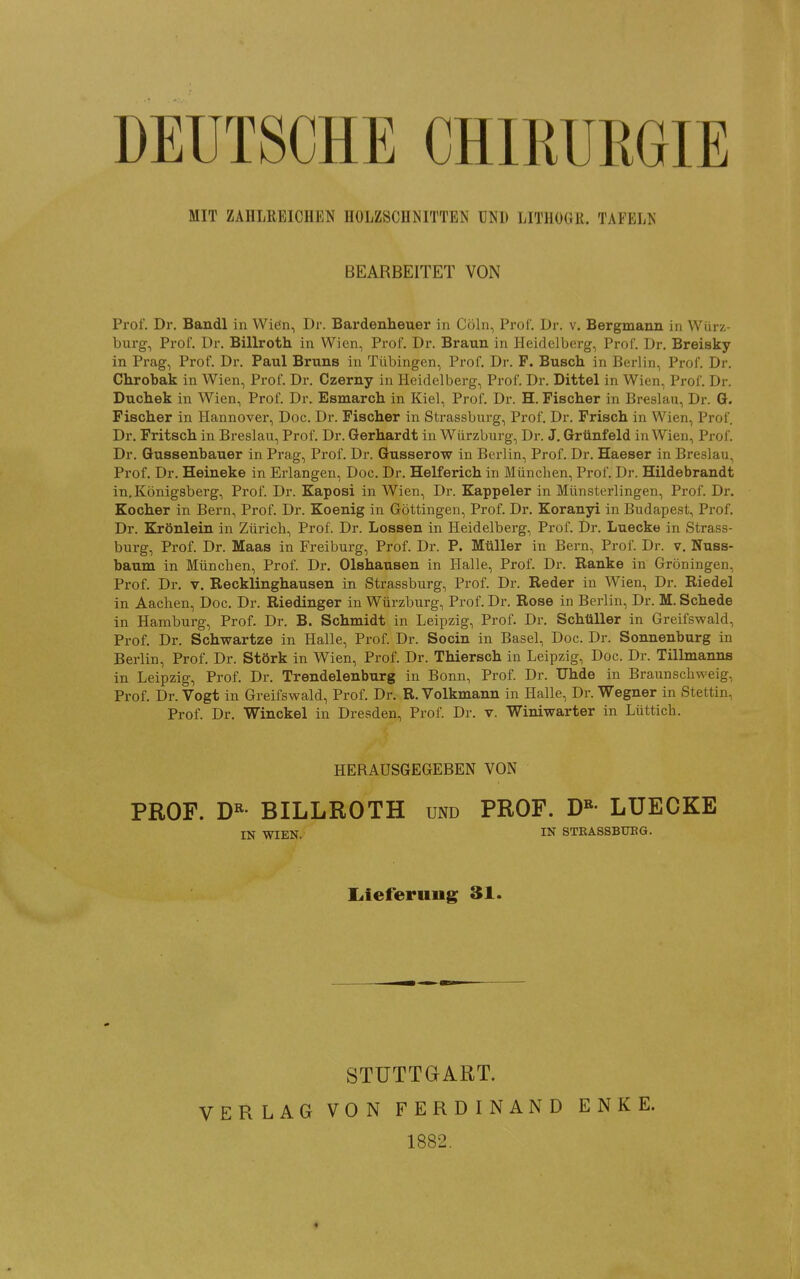 DEUTSCHE CHIRURGIE
MIT ZAHLREICHEN HOLZSCHNITTEN UND LITHOGR. TAFELN
BEARBEITET VON
Prof. Dr. Bandl in Wien, Dr. Bardenheuer in Cöln, Prof. Dr. v. Bergmann in Würz-
burg, Prof. Dr. Billroth in Wien, Prof. Dr. Braun in Heidelberg, Prof. Dr. Breisky
in Prag, Prof. Dr. Paul Bruns in Tübingen, Prof. Dr. F. Busch in Berlin, Prof. Dr.
Chrobak in Wien, Prof. Dr. Czerny in Heidelberg, Prof. Dr. Dittel in Wien, Prof. Dr.
Duchek in Wien, Prof. Dr. Esmarch in Kiel, Prof. Dr. H. Fischer in Breslau, Dr. G.
Fischer in Hannover, Doc. Dr. Fischer in Strassburg, Prof. Dr. Frisch in Wien, Prof.
Dr. Fritsch in Breslau, Prof. Dr. Gerhardt in Würzburg, Dr. J. Grünfeld in Wien, Prof.
Dr. Gussenbauer in Prag, Prof. Dr. Gusserow in Berlin, Prof. Dr. Haeser in Breslau,
Prof. Dr. Heineke in Erlangen, Doc. Dr. Helferich in München, Prof. Dr. Hildebrandt
in Königsberg, Prof. Dr. Kaposi in Wien, Dr. Kappeler in Münsterlingen, Prof. Dr.
Kocher in Bern, Prof. Dr. Koenig in Göttingen, Prof. Dr. Koranyi in Budapest, Prof.
Dr. Krönlein in Zürich, Prof. Dr. Lossen in Heidelberg, Prof. Dr. Luecke in Strass-
burg, Prof. Dr. Maas in Freiburg, Prof. Dr. P. Müller in Bern, Prof. Dr. v. Nuss-
baum in München, Prof. Dr. Olshausen in Halle, Prof. Dr. Ranke in Gröningen,
Prof. Dr. v. Recklinghausen in Strassburg, Prof. Dr. Reder in Wien, Dr. Riedel
in Aachen, Doc. Dr. Riedinger in Würzburg, Prof. Dr. Rose in Berlin, Dr. M. Schede
in Hamburg, Prof. Dr. B. Schmidt in Leipzig, Prof. Dr. Schüller in Greifswald,
Prof. Dr. Schwartze in Halle, Prof. Dr. Socin in Basel, Doc. Dr. Sonnenburg in
Berlin, Prof. Dr. Störk in Wien, Prof. Dr. Thiersch in Leipzig, Doc. Dr. Tillmanns
in Leipzig, Prof. Dr. Trendelenburg in Bonn, Prof. Dr. Uhde in Braunschweig,
Prof. Dr. Vogt in Greifswald, Prof. Dr. R. Volkmann in Halle, Dr. Wegner in Stettin,
Prof. Dr. Winckel in Dresden, Prof. Dr. v. Winiwarter in Lüttich.
HERAUSGEGEBEN VON
PROF. DR. BILLROTH UND PROF. DR. LUECKE
IN WIEN. IN STRASSBURG.
Lieferung 31.
STUTTGART.
VERLAG VON FERDINAND ENKE.
1882.